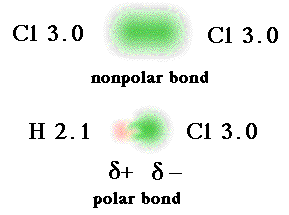 Cl 3.0 Cl 3.0
nonpolar bond
H 2.1 Cl 3.0
δ+ δ–
polar bond